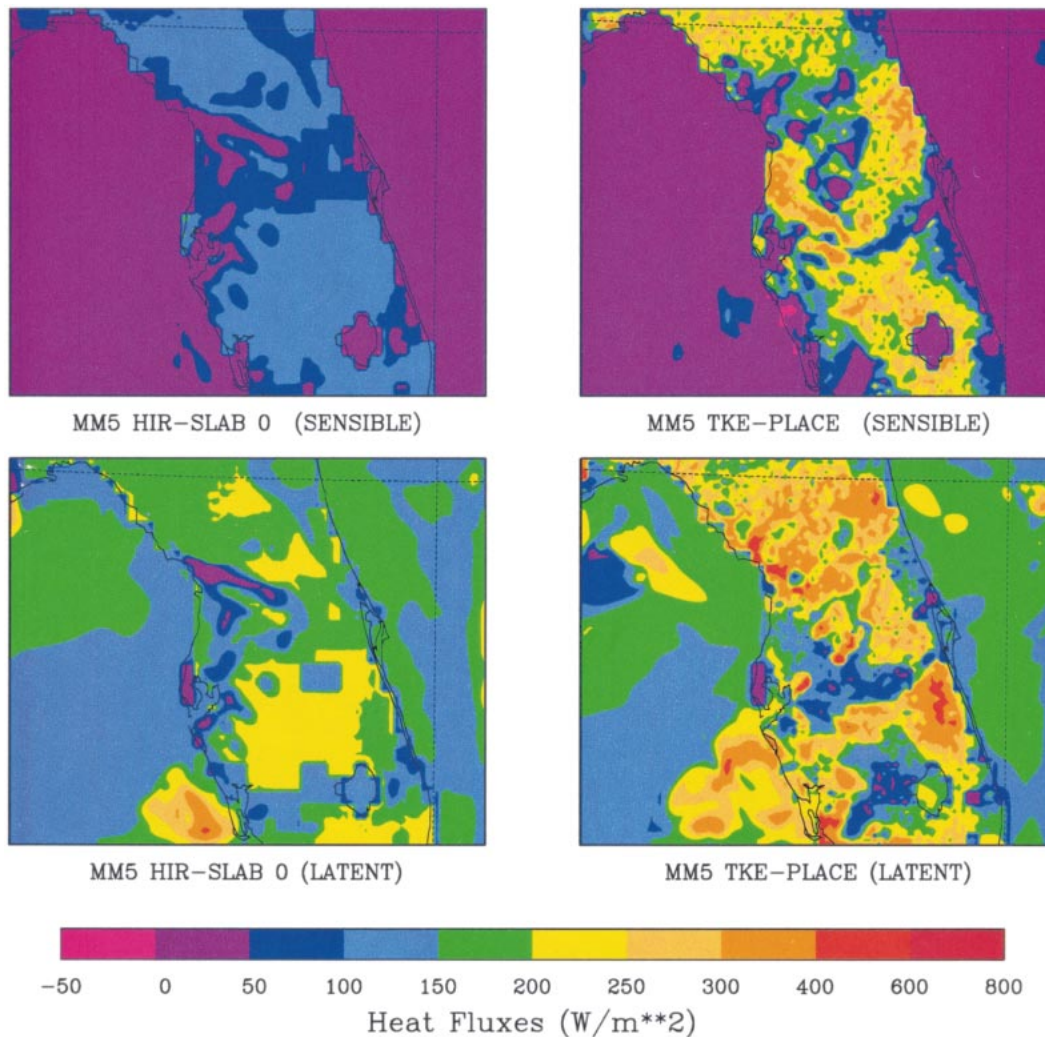 MM5 HIR-SLAB 0 (SENSIBLE)
MM5 TKE-PLACE (SENSIBLE)
MM5 HIR-SLAB 0 (LATENT)
MM5 TKE-PLACE (LATENT)
-50 0 50 100 150 200 250 300 400 600 800
Heat Fluxes (W/m**2)